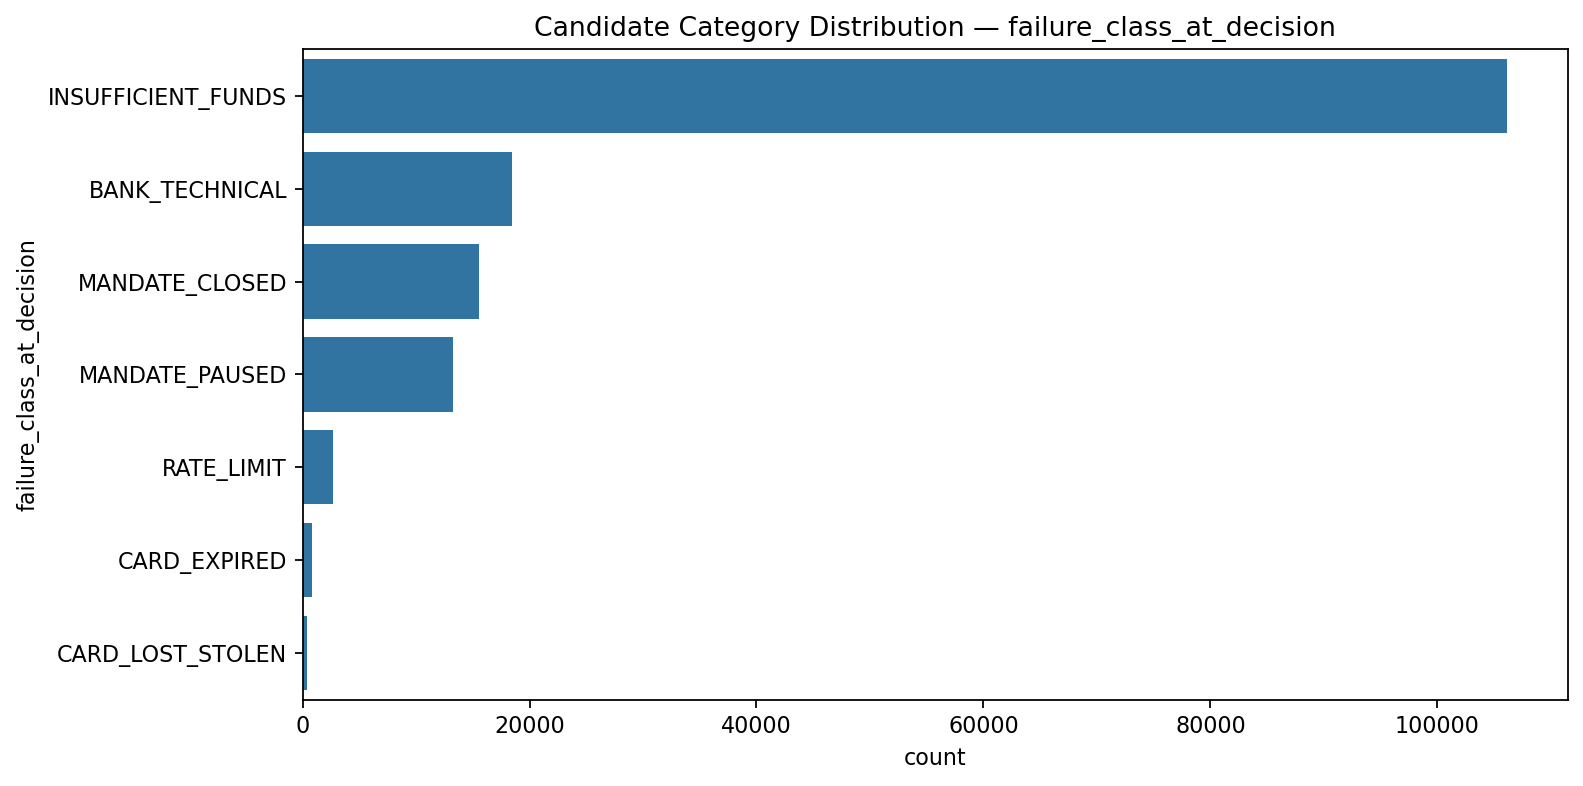 Candidate Category Distribution — failure_class_at_decision
INSUFFICIENT_FUNDS
BANK_TECHNICAL
MANDATE_CLOSED
MANDATE_PAUSED
RATE_LIMIT
CARD_EXPIRED
CARD_LOST_STOLEN
failure_class_at_decision
0 20000 40000 60000 80000 100000
count